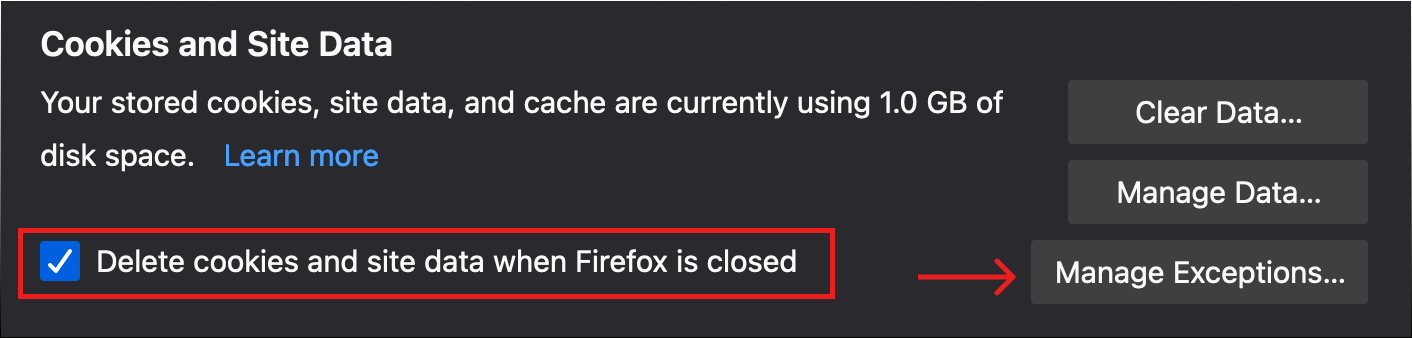 Cookies and Site Data
Your stored cookies, site data, and cache are currently using 1.0 GB of
disk space. Learn more
Clear Data...
Manage Data...
Delete cookies and site data when Firefox is closed
Manage Exceptions...